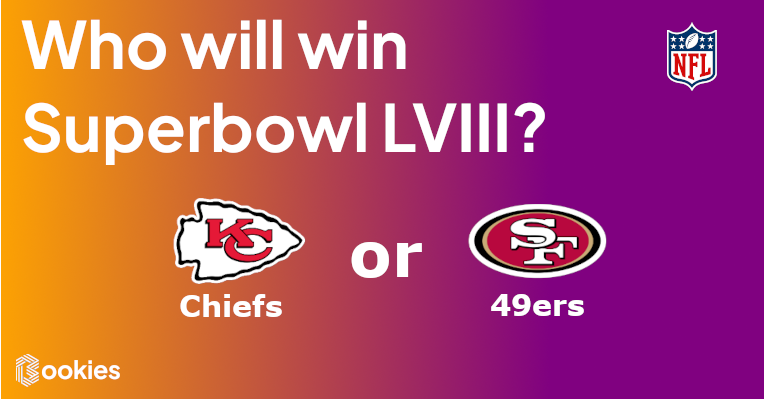 Who will win
NFL
Superbowl LVIII?
KC
or
SF
Chiefs
49ers
Bookies